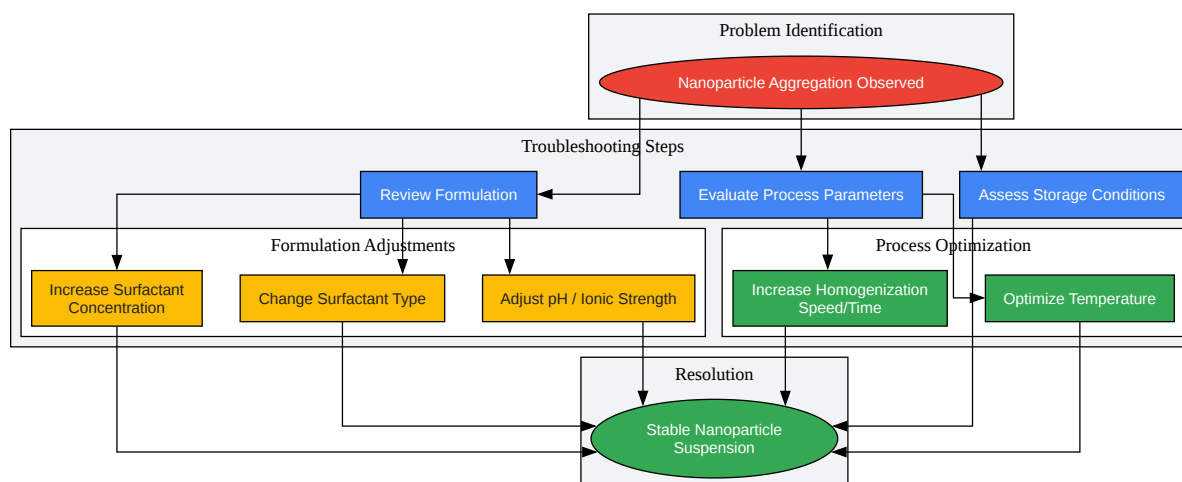 Problem Identification
Nanoparticle Aggregation Observed
Troubleshooting Steps
Review Formulation
Evaluate Process Parameters
Assess Storage Conditions
Formulation Adjustments
Process Optimization
Increase Surfactant
Concentration
Change Surfactant Type
Adjust pH / Ionic Strength
Increase Homogenization
Speed/Time
Optimize Temperature
Resolution
Stable Nanoparticle
Suspension